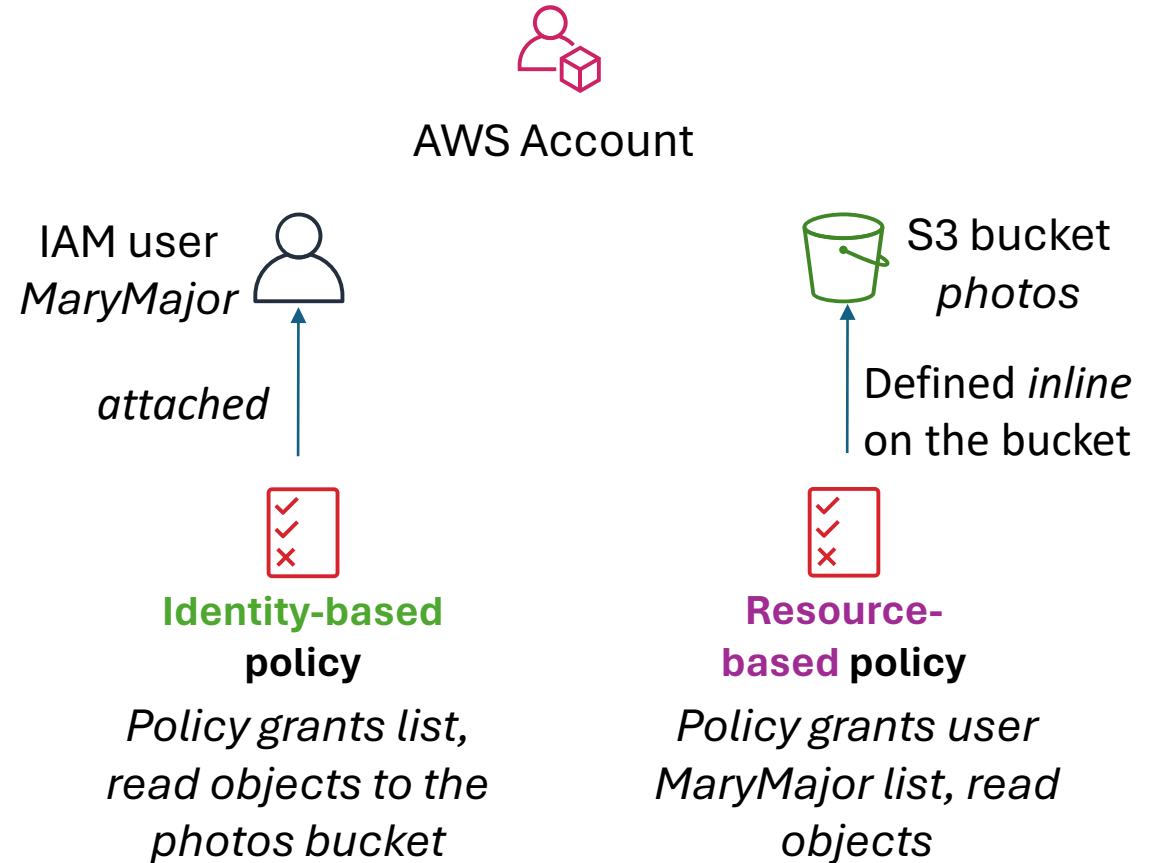 AWS Account
IAM user
MaryMajor
S3 bucket
photos
attached
Defined inline
on the bucket
Identity-based
policy
Policy grants list,
read objects to the
photos bucket
Resource-
based policy
Policy grants user
MaryMajor list, read
objects